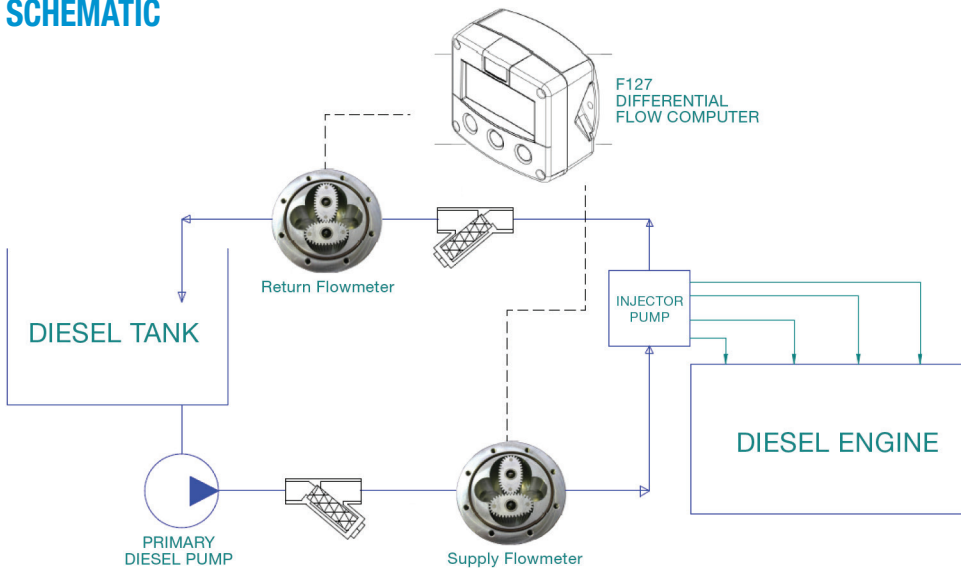 SCHEMATIC
F127
DIFFERENTIAL
FLOW COMPUTER
Return Flowmeter
DIESEL TANK
INJECTOR
PUMP
DIESEL ENGINE
PRIMARY
DIESEL PUMP
Supply Flowmeter